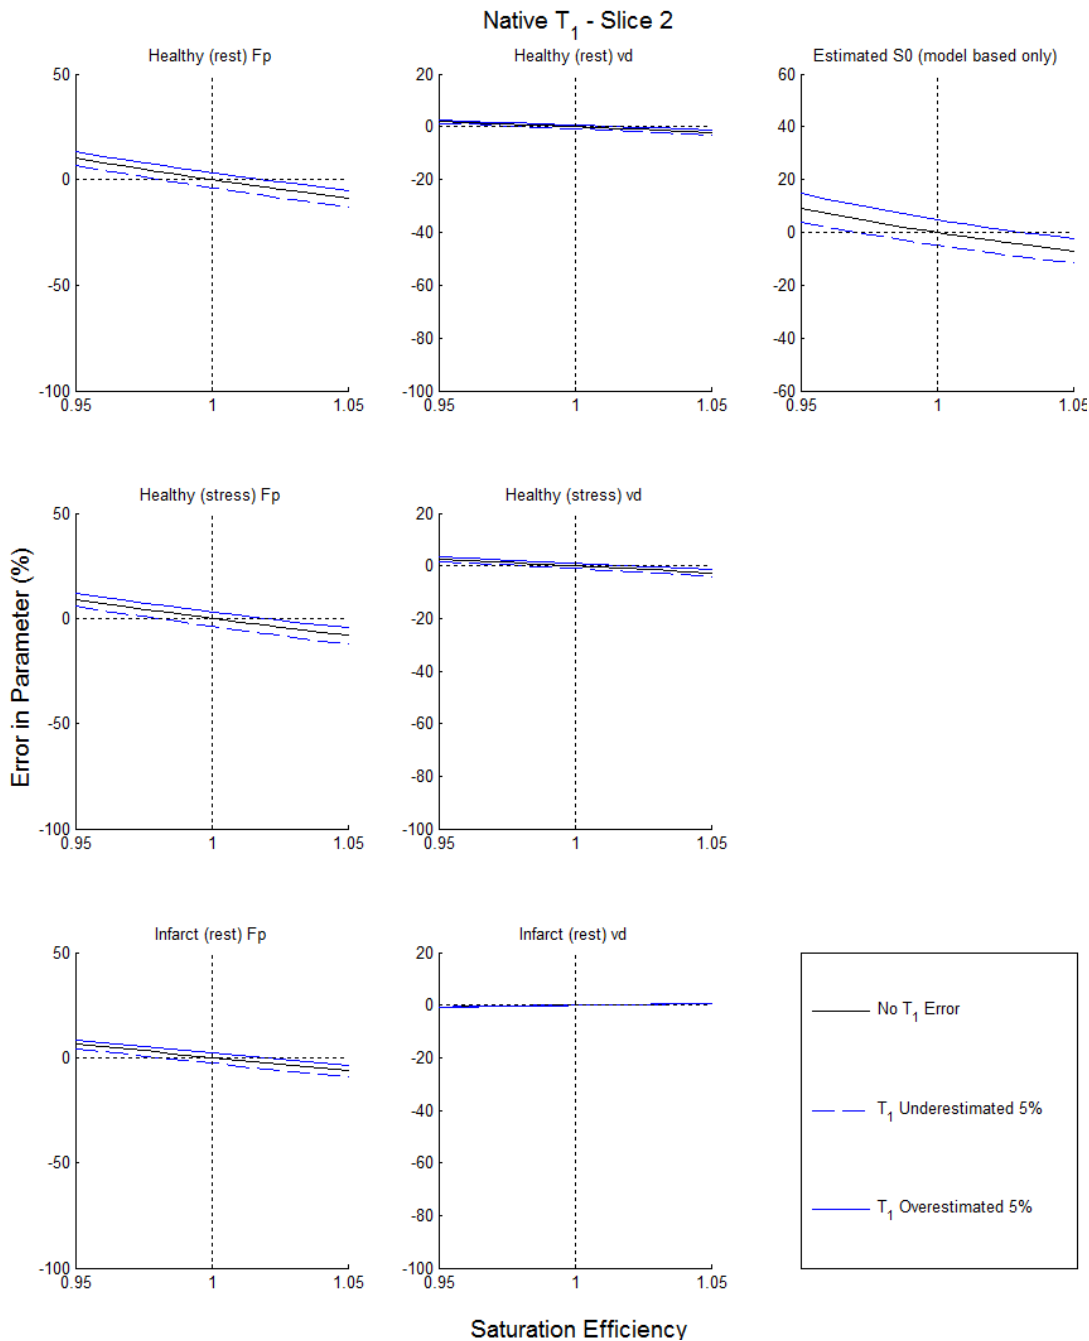 Native T1 - Slice 2
Healthy (rest) Fp
50
0
-50
-100
0.95 1 1.05
Healthy (rest) vd
20
0
-20
-40
-60
-80
-100
0.95 1 1.05
Estimated S0 (model based only)
60
40
20
0
-20
-40
-60
0.95 1 1.05
Error in Parameter (%)
Healthy (stress) Fp
50
0
-50
-100
0.95 1 1.05
Healthy (stress) vd
20
0
-20
-40
-60
-80
-100
0.95 1 1.05
Infarct (rest) Fp
50
0
-50
-100
0.95 1 1.05
Infarct (rest) vd
20
0
-20
-40
-60
-80
-100
0.95 1 1.05
No T1 Error
T1 Underestimated 5%
T1 Overestimated 5%
Saturation Efficiency